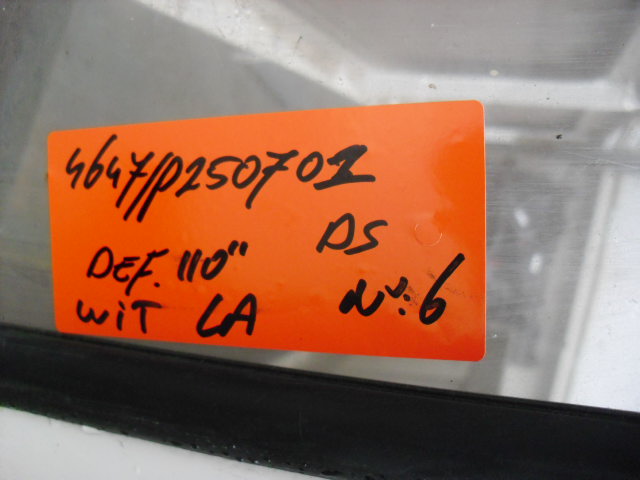 4647//P250701
DS
DEF. 110"
WIT LA
N°: 6